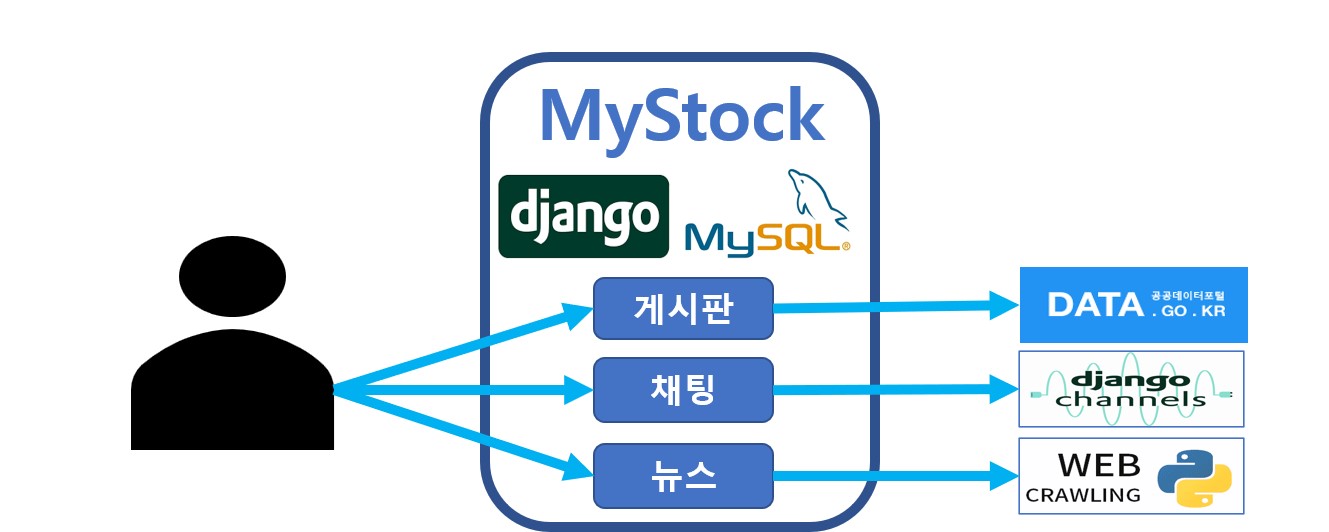 MyStock
django
MySQL®
게시판
채팅
뉴스
DATA 공공데이터포털
. GO . KR
django
channels
WEB
CRAWLING